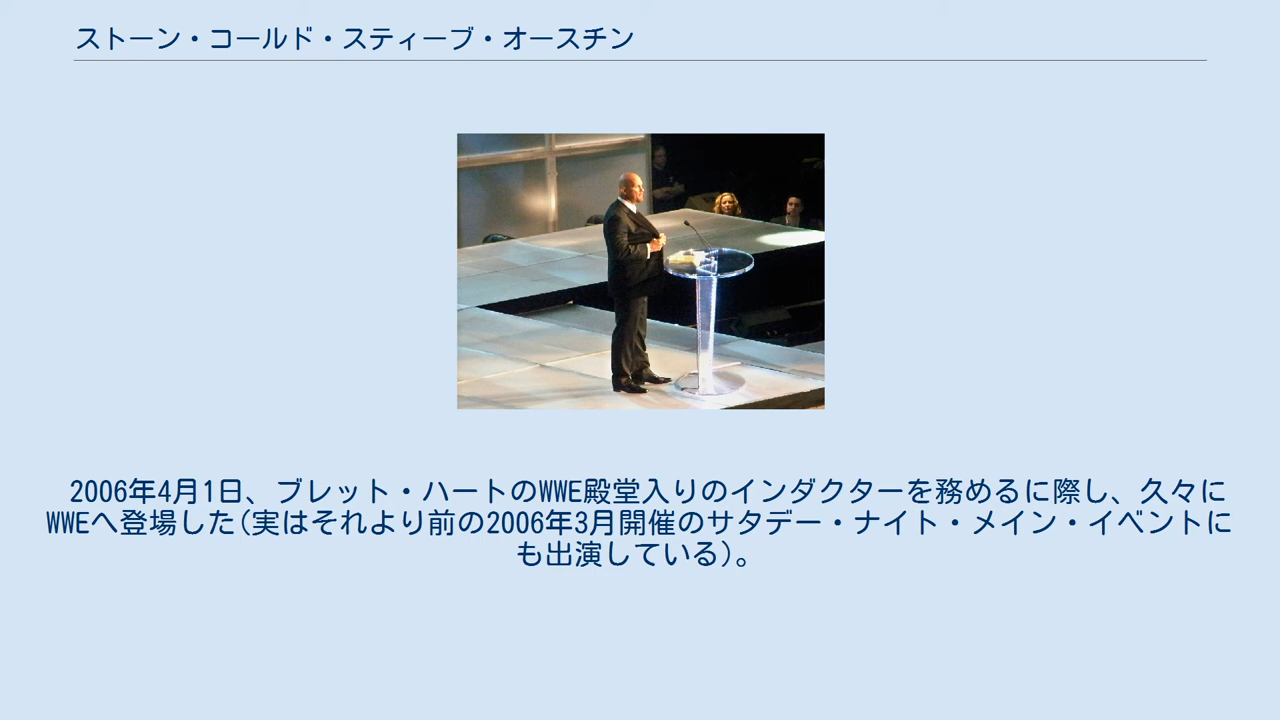 ストーン・コールド・スティーブ・オースチン
2006年4月1日、ブレット・ハートのWWE殿堂入りのインダクターを務めるに際し、久々に
WWEへ登場した(実はそれより前の2006年3月開催のサタデー・ナイト・メイン・イベントに
も出演している)。